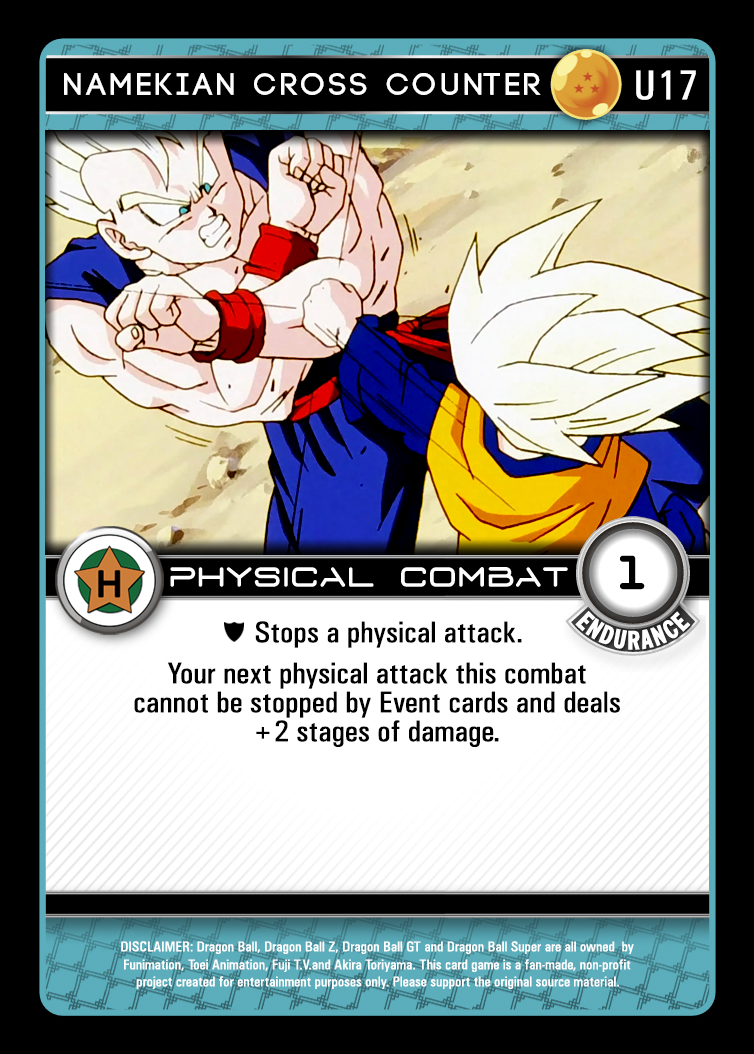 NAMEKIAN CROSS COUNTER U17
H PHYSICAL COMBAT 1
ENDURANCE
Stops a physical attack.
Your next physical attack this combat
cannot be stopped by Event cards and deals
+2 stages of damage.
DISCLAIMER: Dragon Ball, Dragon Ball Z, Dragon Ball GT and Dragon Ball Super are all owned by
Funimation, Toei Animation, Fuji T.V.and Akira Toriyama. This card game is a fan-made, non-profit
project created for entertainment purposes only. Please support the original source material.